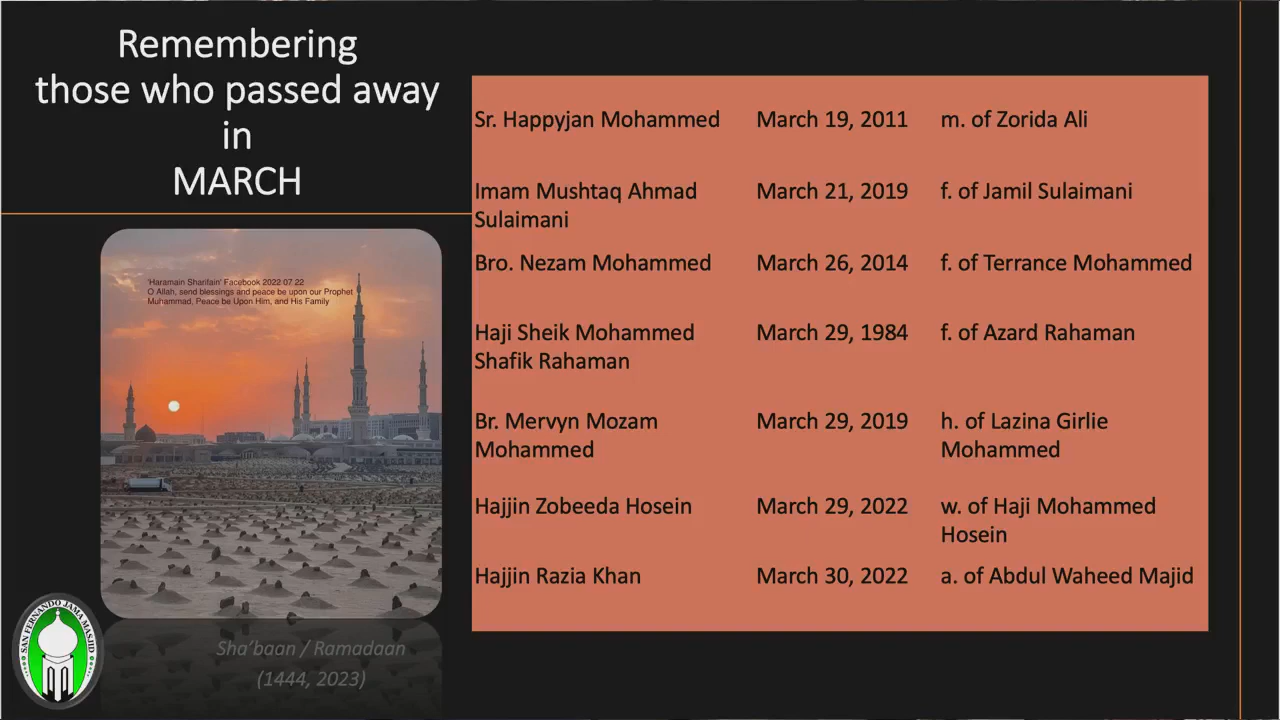 Remembering
those who passed away
in
MARCH
'Haramain Sharifain' Facebook 2022 07 22
O Allah, send blessings and peace be upon our Prophet
Muhammad, Peace be Upon Him, and His Family
Sr. Happyjan Mohammed March 19, 2011 m. of Zorida Ali
Imam Mushtaq Ahmad March 21, 2019 f. of Jamil Sulaimani
Sulaimani
Bro. Nezam Mohammed March 26, 2014 f. of Terrance Mohammed
Haji Sheik Mohammed March 29, 1984 f. of Azard Rahaman
Shafik Rahaman
Br. Mervyn Mozam March 29, 2019 h. of Lazina Girlie
Mohammed Mohammed
Hajjin Zobeeda Hosein March 29, 2022 w. of Haji Mohammed
Hosein
Hajjin Razia Khan March 30, 2022 a. of Abdul Waheed Majid
SAN FERNANDO JAMA MASJID
Sha'baan / Ramadaan
(1444, 2023)